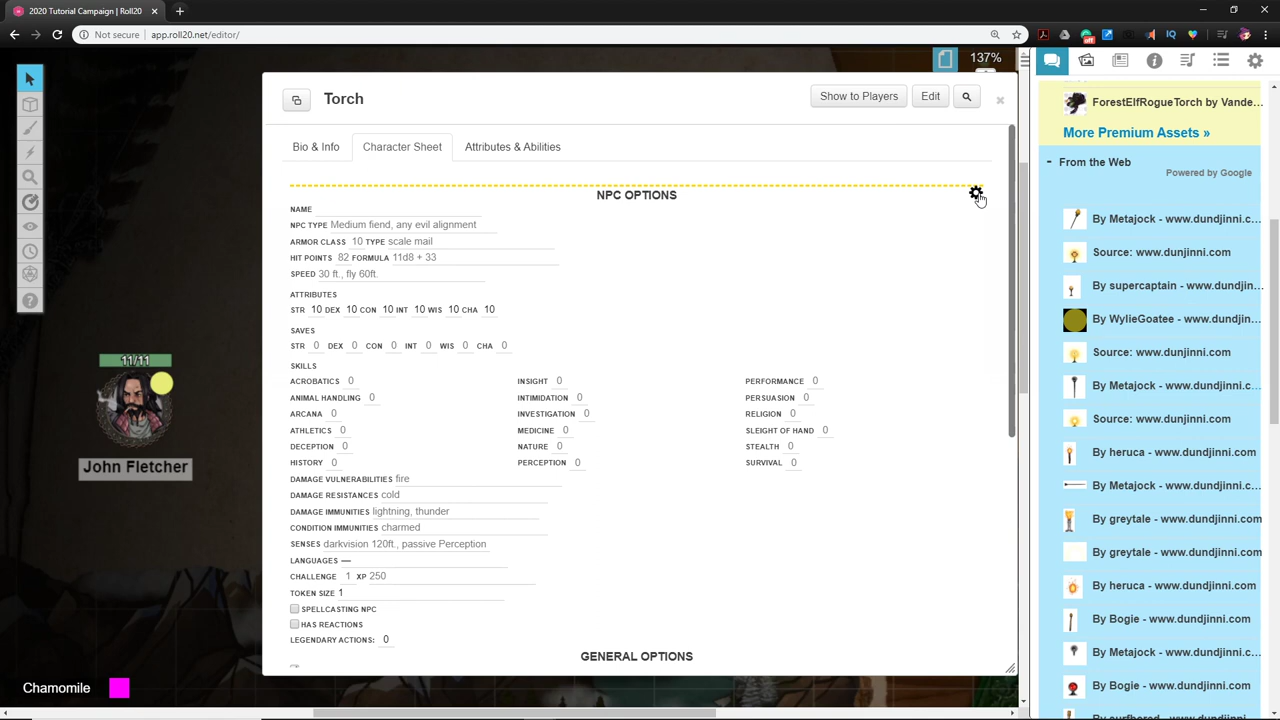 2020 Tutorial Campaign | Roll20
Not secure | app.roll20.net/editor/
137%
Torch
Show to Players
Edit
Bio & Info
Character Sheet
Attributes & Abilities
NPC OPTIONS
NAME
NPC TYPE Medium fiend, any evil alignment
ARMOR CLASS 10 TYPE scale mail
HIT POINTS 82 FORMULA 11d8 + 33
SPEED 30 ft., fly 60ft.
ATTRIBUTES
STR 10 DEX 10 CON 10 INT 10 WIS 10 CHA 10
SAVES
STR 0 DEX 0 CON 0 INT 0 WIS 0 CHA 0
SKILLS
ACROBATICS 0 INSIGHT 0 PERFORMANCE 0
ANIMAL HANDLING 0 INTIMIDATION 0 PERSUASION 0
ARCANA 0 INVESTIGATION 0 RELIGION 0
ATHLETICS 0 MEDICINE 0 SLEIGHT OF HAND 0
DECEPTION 0 NATURE 0 STEALTH 0
HISTORY 0 PERCEPTION 0 SURVIVAL 0
DAMAGE VULNERABILITIES fire
DAMAGE RESISTANCES cold
DAMAGE IMMUNITIES lightning, thunder
CONDITION IMMUNITIES charmed
SENSES darkvision 120ft., passive Perception
LANGUAGES —
CHALLENGE 1 XP 250
TOKEN SIZE 1
SPELLCASTING NPC
HAS REACTIONS
LEGENDARY ACTIONS: 0
GENERAL OPTIONS
11/11
John Fletcher
Chamomile
ForestElfRogueTorch by Vande...
More Premium Assets »
- From the Web
Powered by Google
By Metajock - www.dundjinni.c...
Source: www.dunjinni.com
By supercaptain - www.dundjin...
By WylieGoatee - www.dundjin...
Source: www.dunjinni.com
By Metajock - www.dundjinni.c...
Source: www.dunjinni.com
By heruca - www.dundjinni.com
By Metajock - www.dundjinni.c...
By greytale - www.dundjinni.com
By greytale - www.dundjinni.com
By heruca - www.dundjinni.com
By Bogie - www.dundjinni.com
By Metajock - www.dundjinni.c...
By Bogie - www.dundjinni.com